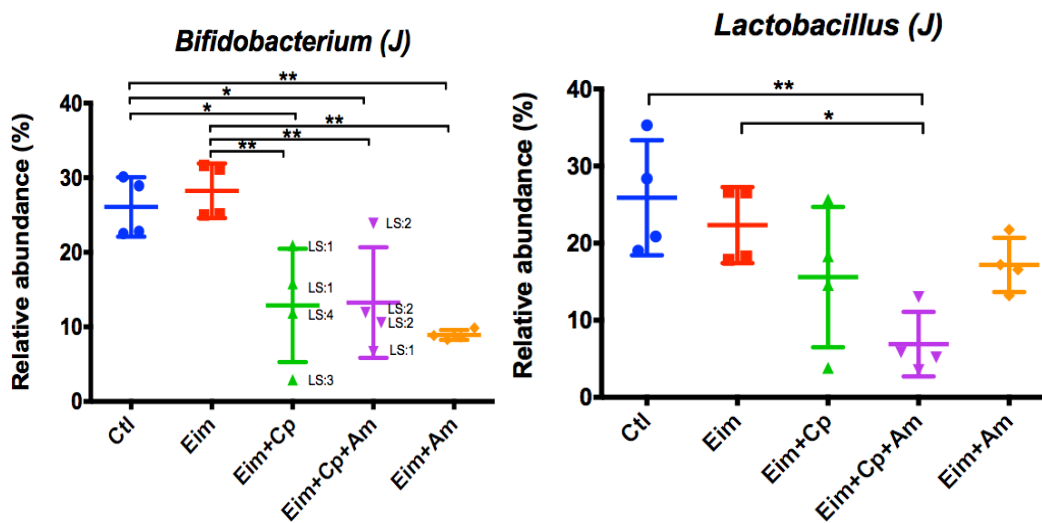 Bifidobacterium (J)
**
*
*
**
**
**
Relative abundance (%)
40
30
20
10
0
LS:1
LS:1
LS:4
LS:3
LS:2
LS:2
LS:2
LS:1
Ctl
Eim
Eim+Cp
Eim+Cp+Am
Eim+Am
Lactobacillus (J)
**
*
Relative abundance (%)
40
30
20
10
0
Ctl
Eim
Eim+Cp
Eim+Cp+Am
Eim+Am